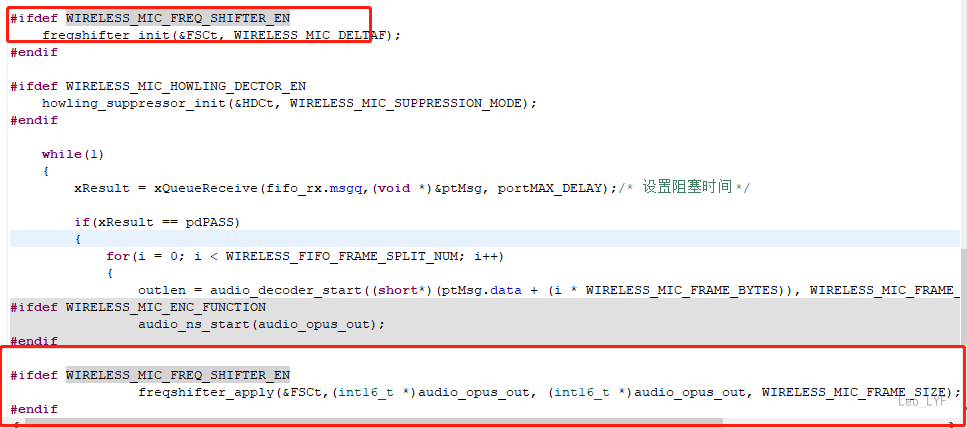 #ifdef WIRELESS_MIC_FREQ_SHIFTER_EN
freqshifter_init(&FSCt, WIRELESS_MIC_DELTAF);
#endif
#ifdef WIRELESS_MIC_HOWLING_DECTOR_EN
howling_suppressor_init(&HDCt, WIRELESS_MIC_SUPPRESSION_MODE);
#endif
while(1)
{
xResult = xQueueReceive(fifo_rx.msgq,(void *)&ptMsg, portMAX_DELAY);/* 设置阻塞时间*/
if(xResult == pdPASS)
{
for(i = 0; i < WIRELESS_FIFO_FRAME_SPLIT_NUM; i++)
{
outlen = audio_decoder_start((short*)(ptMsg.data + (i * WIRELESS_MIC_FRAME_BYTES)), WIRELESS_MIC_FRAME_
#ifdef WIRELESS_MIC_ENC_FUNCTION
audio_ns_start(audio_opus_out);
#endif
#ifdef WIRELESS_MIC_FREQ_SHIFTER_EN
freqshifter_apply(&FSCt,(int16_t *)audio_opus_out, (int16_t *)audio_opus_out, WIRELESS_MIC_FRAME_SIZE);
#endif
Leo_LYF